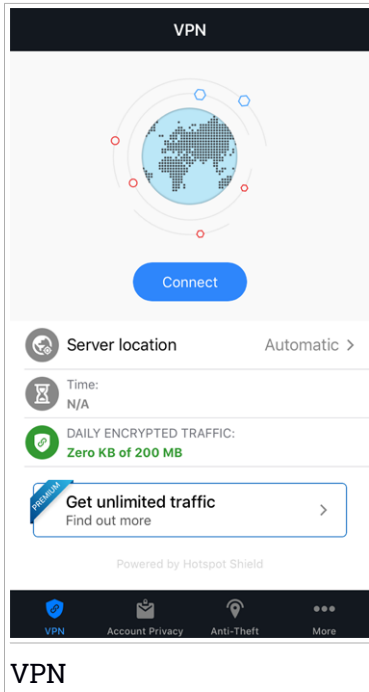 VPN
Connect
Server location Automatic >
Time:
N/A
DAILY ENCRYPTED TRAFFIC:
Zero KB of 200 MB
PREMIUM
Get unlimited traffic
Find out more
Powered by Hotspot Shield
VPN Account Privacy Anti-Theft More
VPN